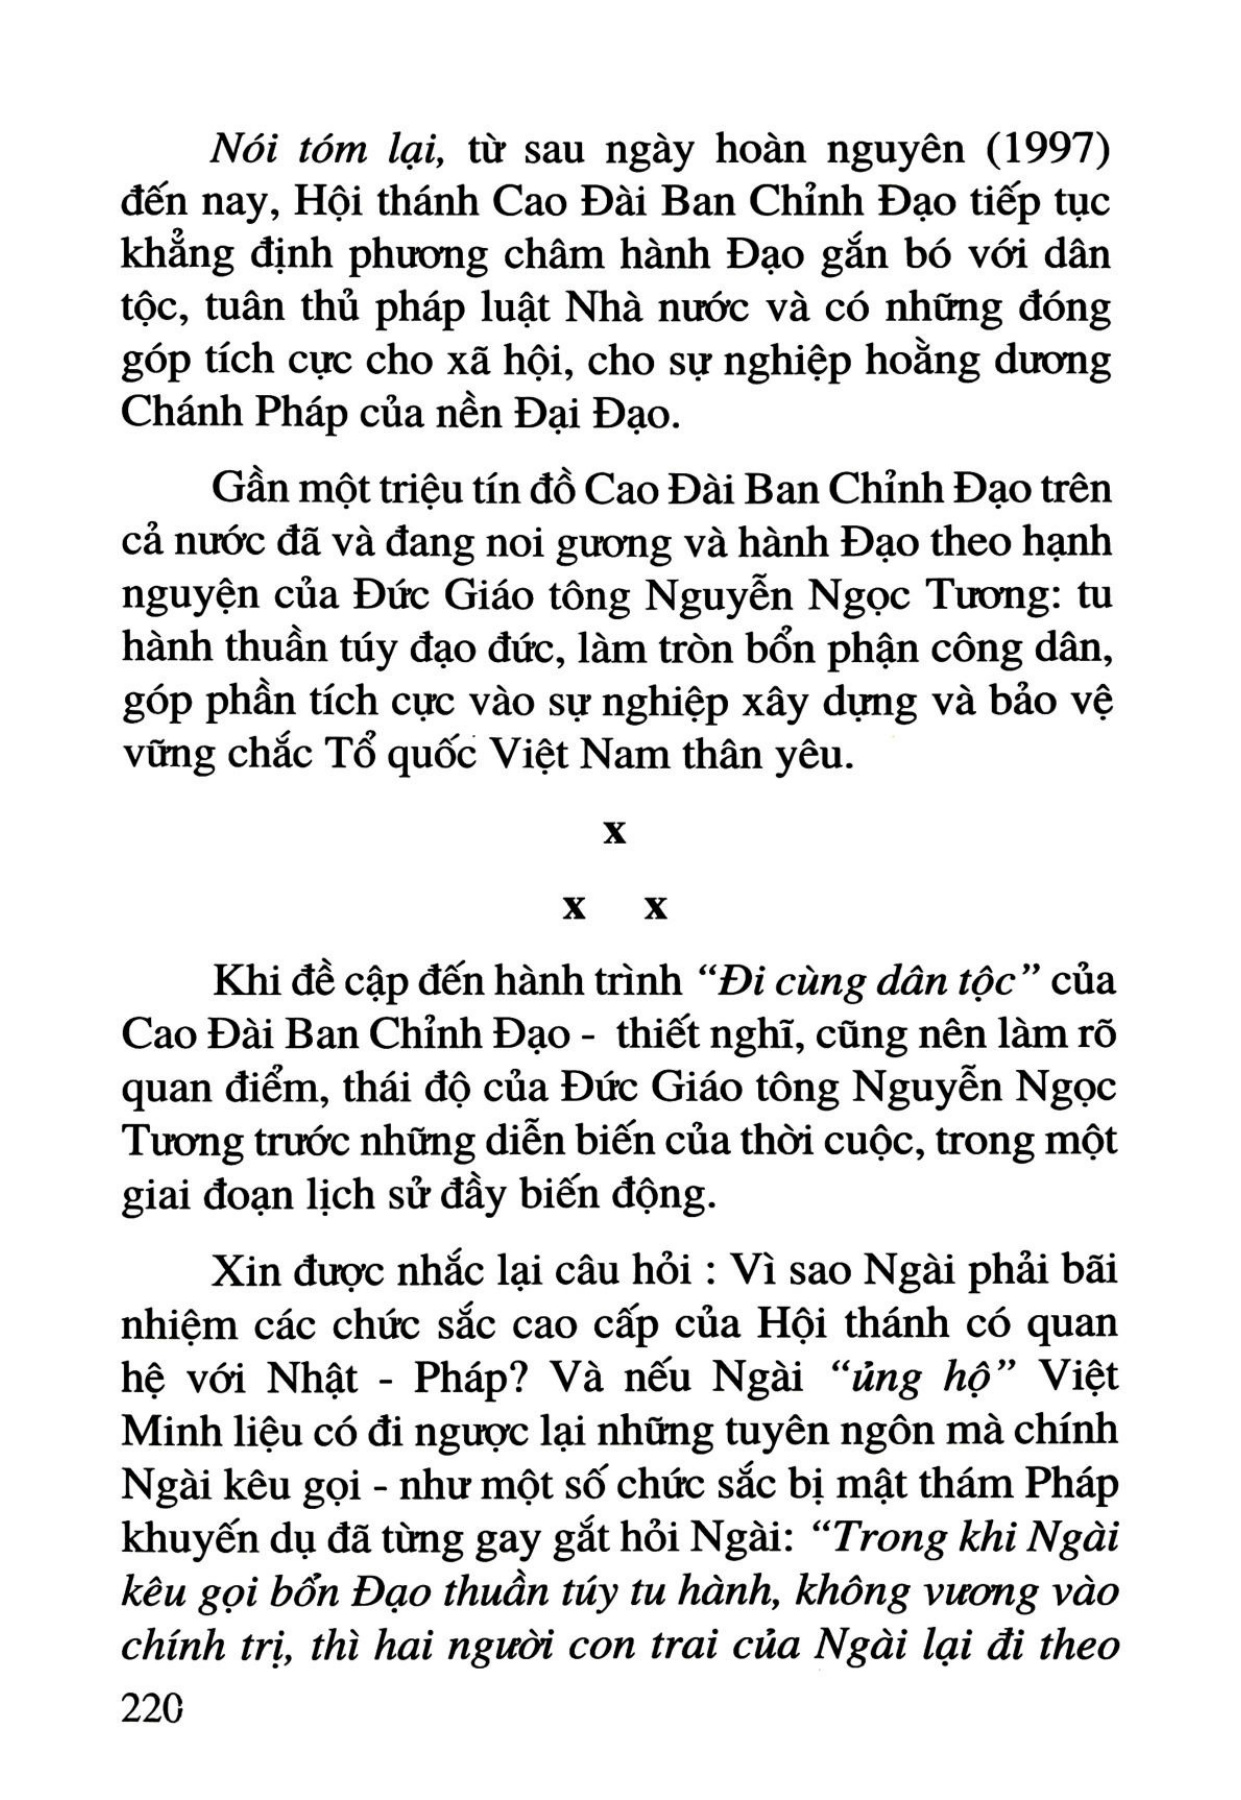 Nói tóm lại, từ sau ngày hoàn nguyên (1997)
đến nay, Hội thánh Cao Đài Ban Chỉnh Đạo tiếp tục
khẳng định phương châm hành Đạo gắn bó với dân
tộc, tuân thủ pháp luật Nhà nước và có những đóng
góp tích cực cho xã hội, cho sự nghiệp hoằng dương
Chánh Pháp của nền Đại Đạo.
Gần một triệu tín đồ Cao Đài Ban Chỉnh Đạo trên
cả nước đã và đang noi gương và hành Đạo theo hạnh
nguyện của Đức Giáo tông Nguyễn Ngọc Tương: tu
hành thuần túy đạo đức, làm tròn bổn phận công dân,
góp phần tích cực vào sự nghiệp xây dựng và bảo vệ
vững chắc Tổ quốc Việt Nam thân yêu.
x
x x
Khi đề cập đến hành trình “Đi cùng dân tộc” của
Cao Đài Ban Chỉnh Đạo - thiết nghĩ, cũng nên làm rõ
quan điểm, thái độ của Đức Giáo tông Nguyễn Ngọc
Tương trước những diễn biến của thời cuộc, trong một
giai đoạn lịch sử đầy biến động.
Xin được nhắc lại câu hỏi : Vì sao Ngài phải bãi
nhiệm các chức sắc cao cấp của Hội thánh có quan
hệ với Nhật - Pháp? Và nếu Ngài “ủng hộ” Việt
Minh liệu có đi ngược lại những tuyên ngôn mà chính
Ngài kêu gọi - như một số chức sắc bị mật thám Pháp
khuyến dụ đã từng gay gắt hỏi Ngài: “Trong khi Ngài
kêu gọi bổn Đạo thuần túy tu hành, không vương vào
chính trị, thì hai người con trai của Ngài lại đi theo
220